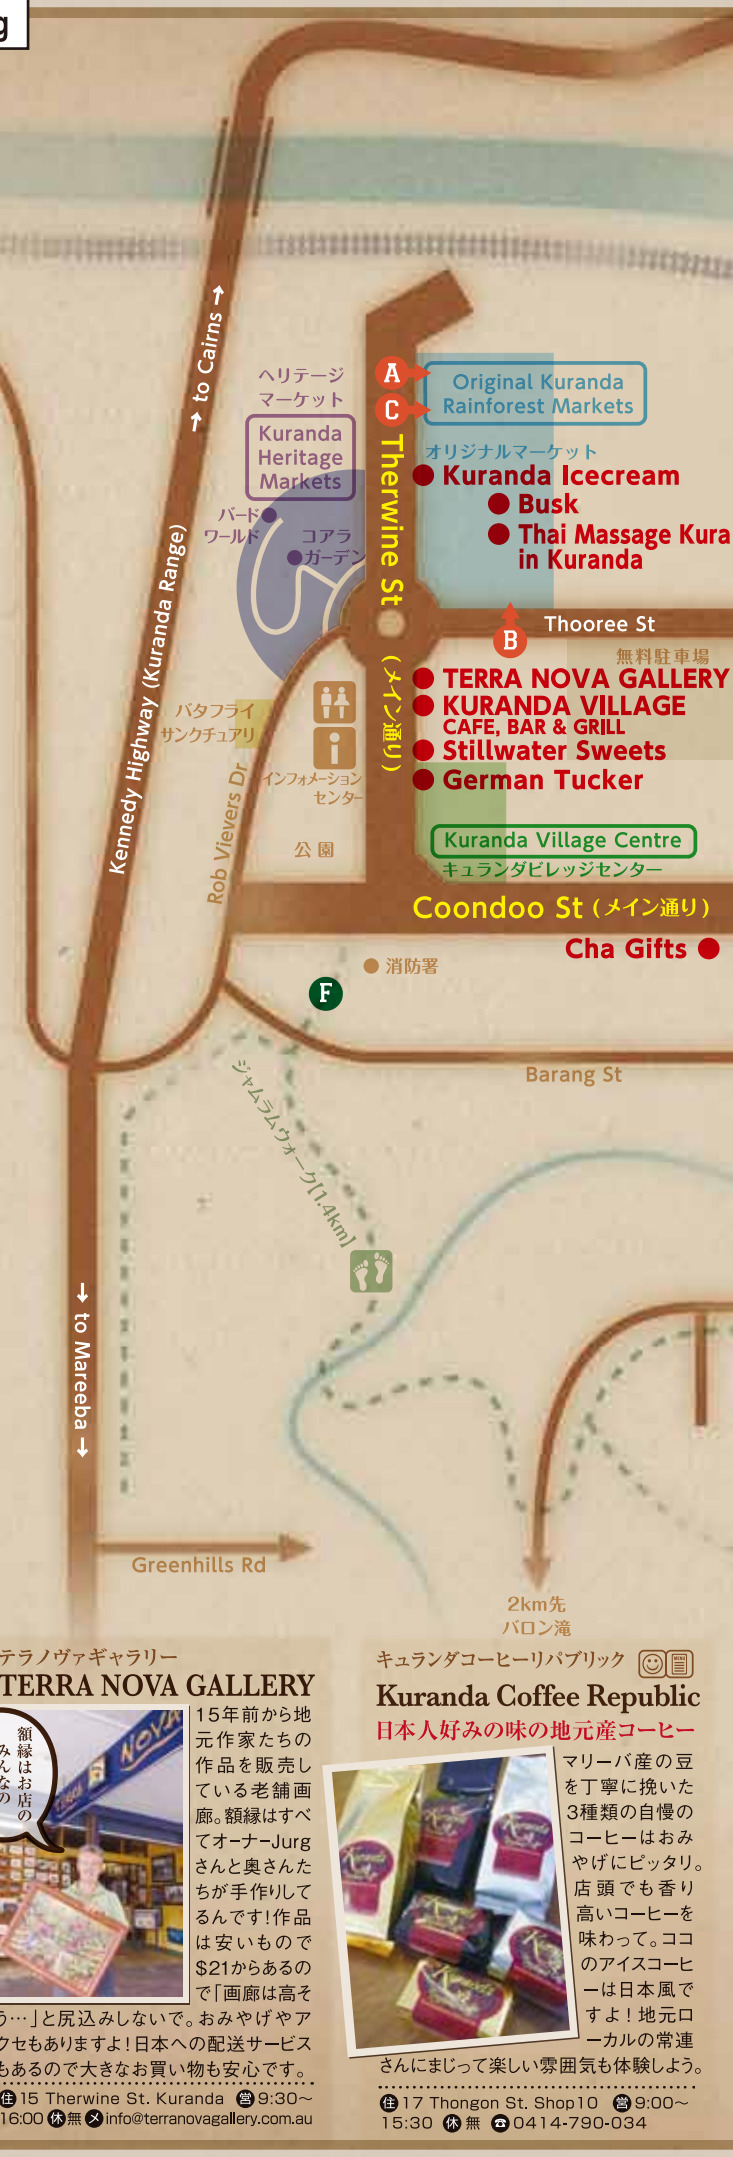 g
← to Cairns →
ヘリテージ
マーケット
Kuranda
Heritage
Markets
A
C
Original Kuranda
Rainforest Markets
オリジナルマーケット
Kuranda Icecream
Busk
Thai Massage Kura
in Kuranda
Therwine St (メイン通り)
バード
ワールド
コアラ
ガーデン
Kennedy Highway (Kuranda Range)
Thooree St
B
無料駐車場
TERRA NOVA GALLERY
KURANDA VILLAGE
CAFE, BAR & GRILL
Stillwater Sweets
German Tucker
バタフライ
サンクチュアリ
インフォメーション
センター
Rob Vievers Dr
公園
Kuranda Village Centre
キュランダビレッジセンター
Coondoo St (メイン通り)
Cha Gifts
消防署
F
Barang St
ジャムラムウォーク[1.4km]
← to Mareeba →
Greenhills Rd
2km先
バロン滝
テラノヴァギャラリー
TERRA NOVA GALLERY
額縁はお店の
みんなの
NOVA
15年前から地
元作家たちの
作品を販売し
ている老舗画
廊。額縁はすべ
てオーナーJurg
さんと奥さんた
ちが手作りして
るんです!作品
は安いもので
$21からあるの
で「画廊は高そ
う…」と尻込みしないで。おみやげやア
クセもありますよ!日本への配送サービス
もあるので大きなお買い物も安心です。
住15 Therwine St. Kuranda 営9:30〜
16:00 休無 メinfo@terranovagallery.com.au
キュランダコーヒーリパブリック
MENU
Kuranda Coffee Republic
日本人好みの味の地元産コーヒー
マリーバ産の豆
を丁寧に挽いた
3種類の自慢の
コーヒーはおみ
やげにピッタリ。
店頭でも香り
高いコーヒーを
味わって。ココ
のアイスコーヒ
ーは日本風で
すよ!地元ロ
ーカルの常連
さんにまじって楽しい雰囲気も体験しよう。
住17 Thongon St. Shop10 営9:00〜
15:30 休無 ☎0414-790-034